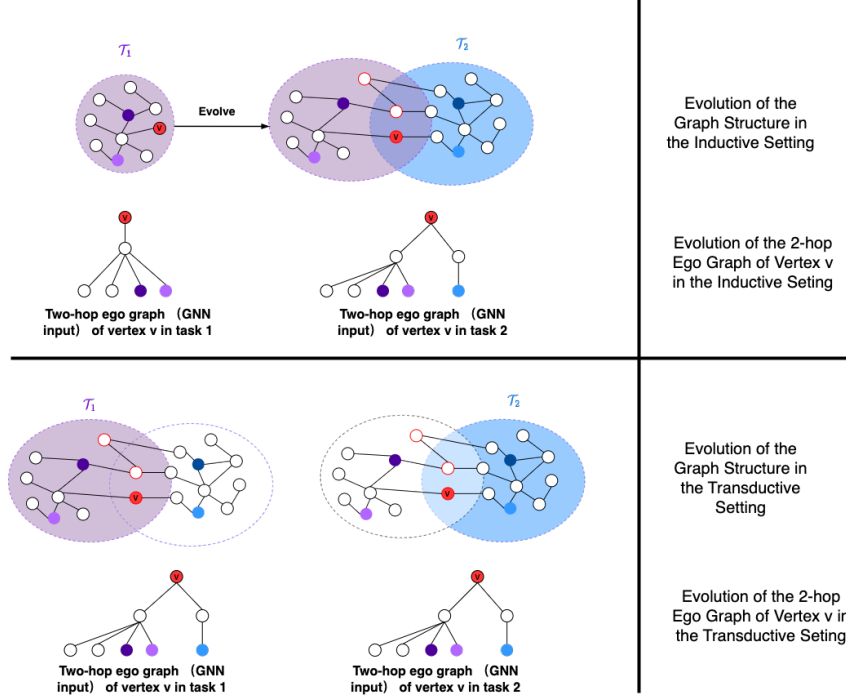 𝒯1
𝒯2
Evolve
v
v
Evolution of the
Graph Structure in
the Inductive Setting
v
v
Evolution of the 2-hop
Ego Graph of Vertex v
in the Inductive Seting
Two-hop ego graph （GNN
input） of vertex v in task 1
Two-hop ego graph （GNN
input） of vertex v in task 2
𝒯1
𝒯2
v
v
Evolution of the
Graph Structure in
the Transductive
Setting
v
v
Evolution of the 2-hop
Ego Graph of Vertex v in
the Transductive Seting
Two-hop ego graph （GNN
input） of vertex v in task 1
Two-hop ego graph （GNN
input） of vertex v in task 2